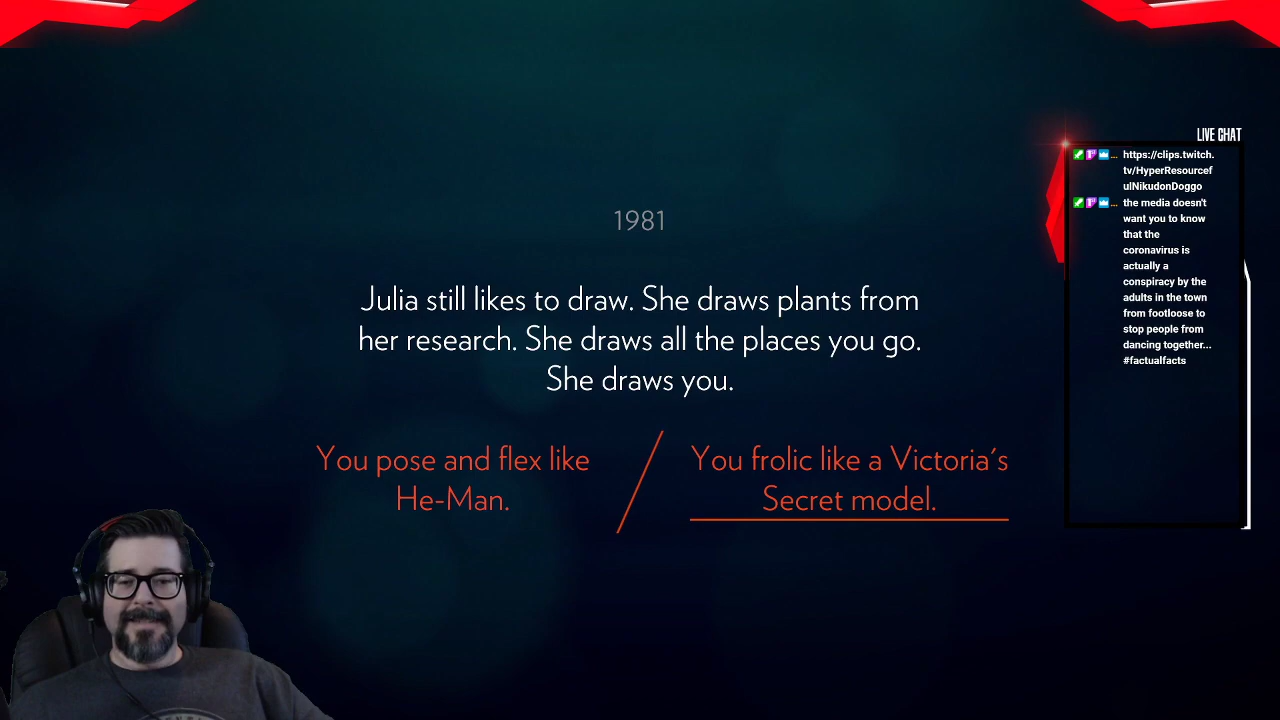 LIVE CHAT
https://clips.twitch.
tv/HyperResourcef
ulNikudonDoggo
the media doesn't
want you to know
that the
coronavirus is
actually a
conspiracy by the
adults in the town
from footloose to
stop people from
dancing together...
#factualfacts
1981
Julia still likes to draw. She draws plants from
her research. She draws all the places you go.
She draws you.
You pose and flex like
He-Man.
You frolic like a Victoria's
Secret model.